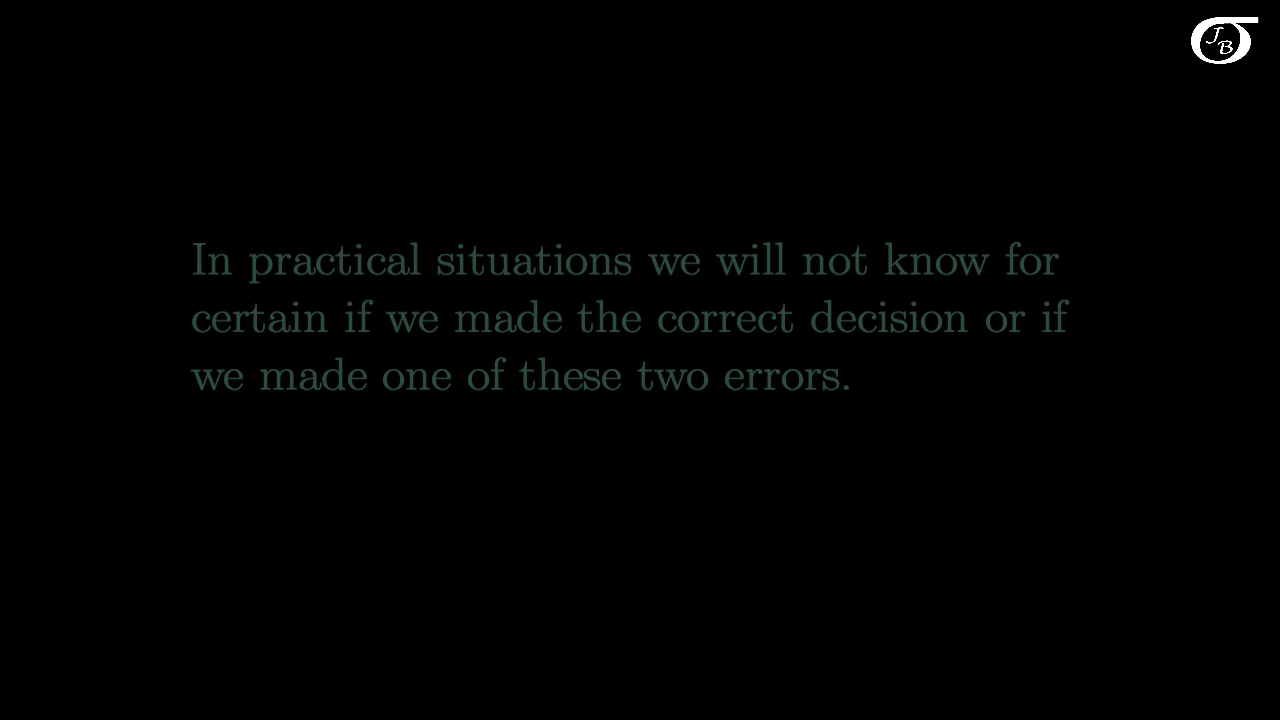 JB
In practical situations we will not know for
certain if we made the correct decision or if
we made one of these two errors.